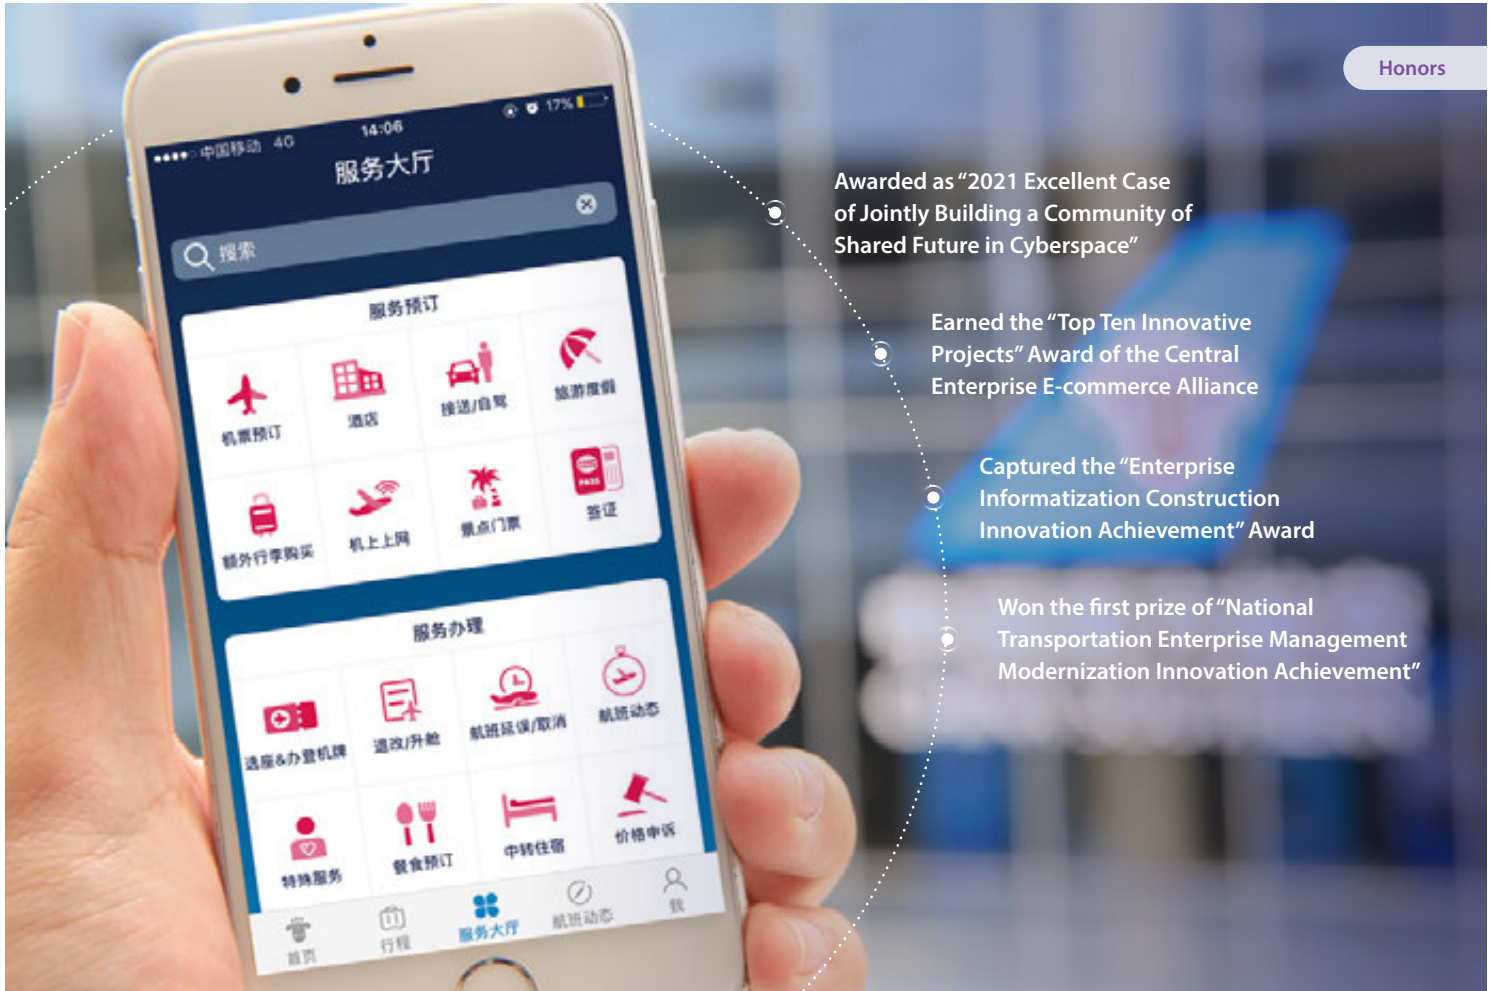 Honors
中国移动 4G 14:06 17%
服务大厅
搜索
服务预订
机票预订 酒店 接送/自驾 旅游度假
额外行李购买 机上上网 景点门票 签证
PASS
服务办理
选座&办登机牌 退改/升舱 航班延误/取消 航班动态
特殊服务 餐食预订 中转住宿 价格申诉
首页 行程 服务大厅 航班动态 我
Awarded as “2021 Excellent Case
of Jointly Building a Community of
Shared Future in Cyberspace”
Earned the “Top Ten Innovative
Projects” Award of the Central
Enterprise E-commerce Alliance
Captured the “Enterprise
Informatization Construction
Innovation Achievement” Award
Won the first prize of “National
Transportation Enterprise Management
Modernization Innovation Achievement”